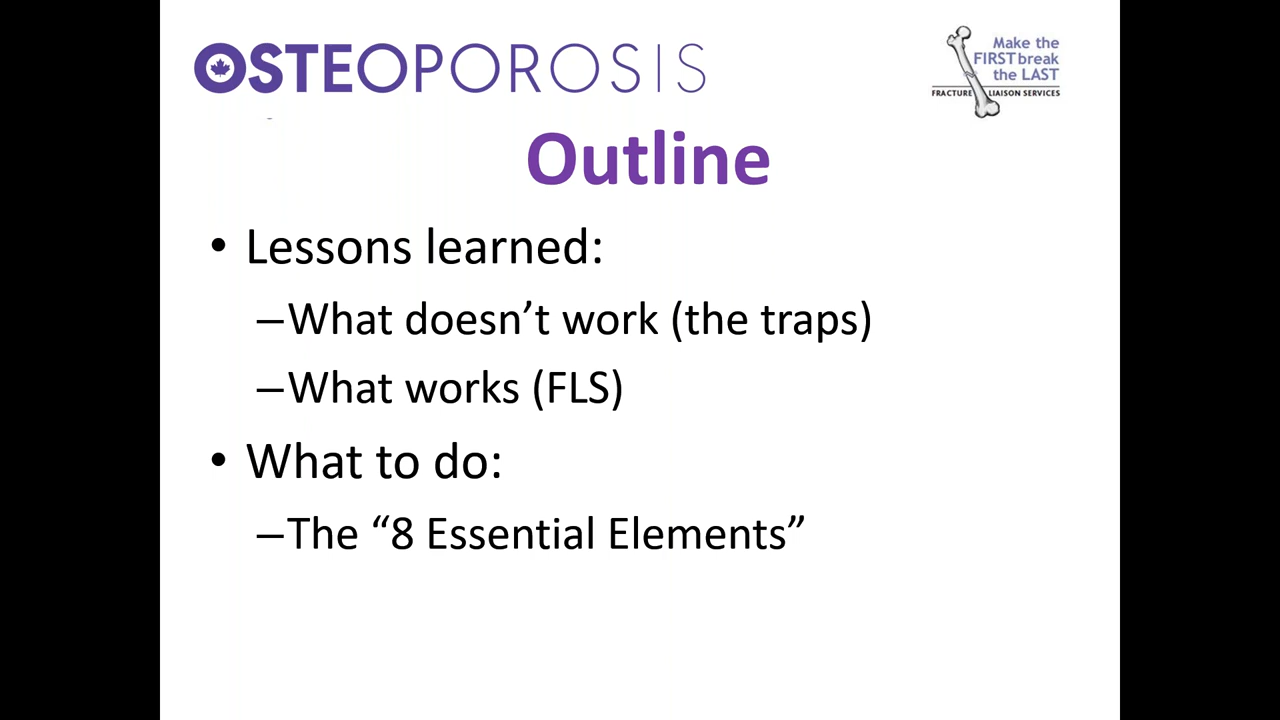 OSTEOPOROSIS
Make the
FIRST break
the LAST
FRACTURE LIAISON SERVICES
Outline
• Lessons learned:
–What doesn’t work (the traps)
–What works (FLS)
• What to do:
–The “8 Essential Elements”